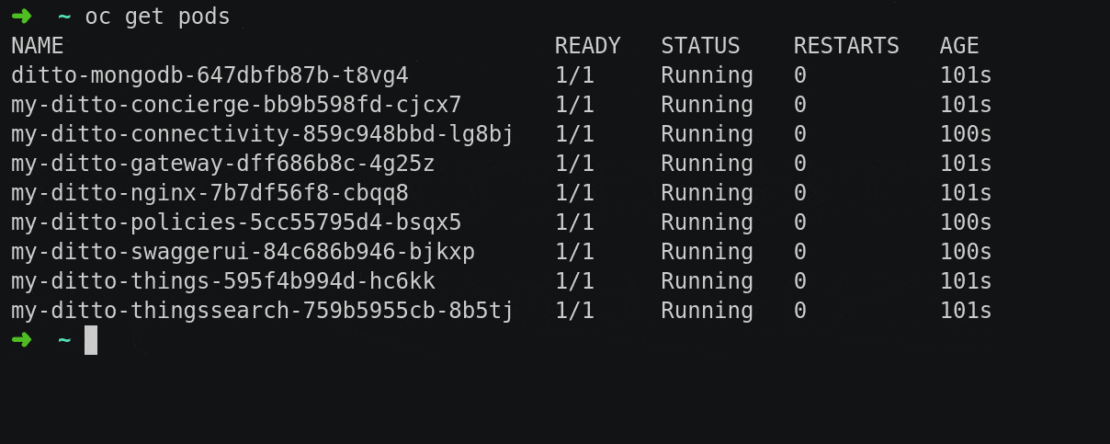 ➜  ~ oc get pods
NAME                                     READY   STATUS    RESTARTS   AGE
ditto-mongodb-647dbfb87b-t8vg4           1/1     Running   0          101s
my-ditto-concierge-bb9b598fd-cjcx7       1/1     Running   0          101s
my-ditto-connectivity-859c948bbd-lg8bj   1/1     Running   0          100s
my-ditto-gateway-dff686b8c-4g25z         1/1     Running   0          101s
my-ditto-nginx-7b7df56f8-cbqq8           1/1     Running   0          101s
my-ditto-policies-5cc55795d4-bsqx5       1/1     Running   0          100s
my-ditto-swaggerui-84c686b946-bjkxp      1/1     Running   0          100s
my-ditto-things-595f4b994d-hc6kk         1/1     Running   0          101s
my-ditto-thingssearch-759b5955cb-8b5tj   1/1     Running   0          101s
➜  ~